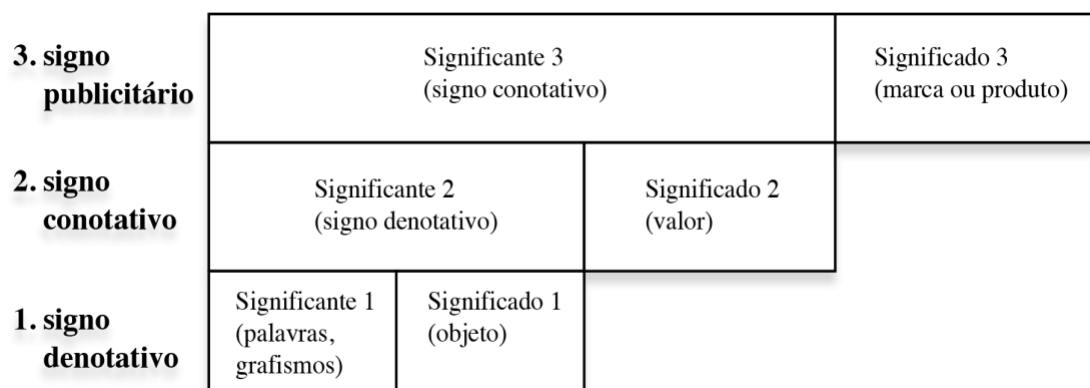 3. signo
publicitário
Significante 3
(signo conotativo)
Significado 3
(marca ou produto)
2. signo
conotativo
Significante 2
(signo denotativo)
Significado 2
(valor)
1. signo
denotativo
Significante 1
(palavras,
grafismos)
Significado 1
(objeto)